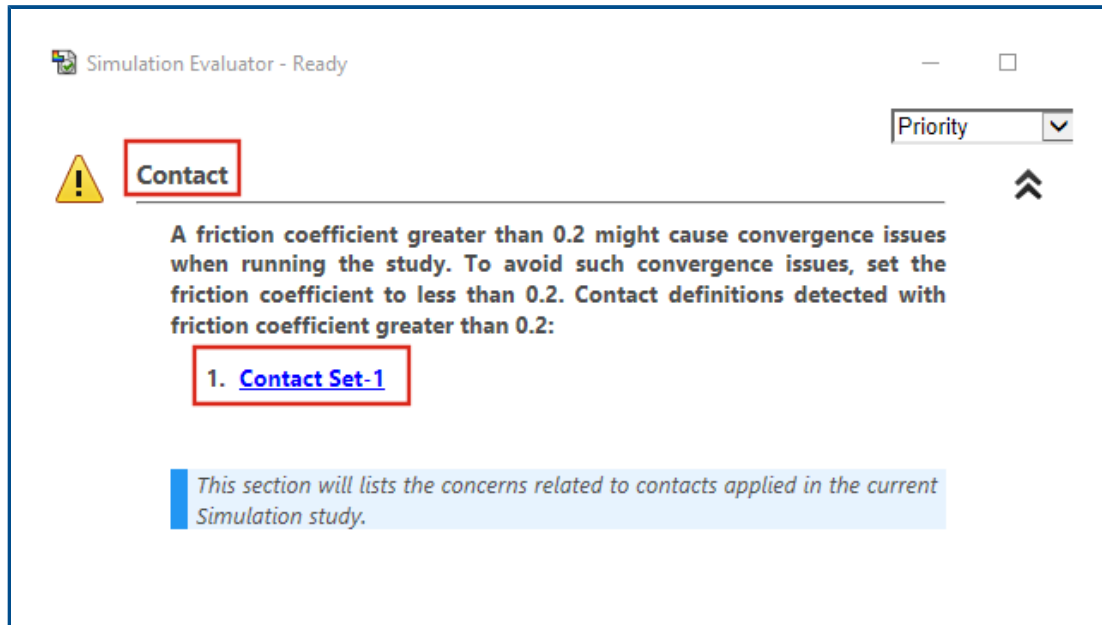 Simulation Evaluator - Ready
Priority
Contact
A friction coefficient greater than 0.2 might cause convergence issues
when running the study. To avoid such convergence issues, set the
friction coefficient to less than 0.2. Contact definitions detected with
friction coefficient greater than 0.2:
1. Contact Set-1
This section will lists the concerns related to contacts applied in the current
Simulation study.